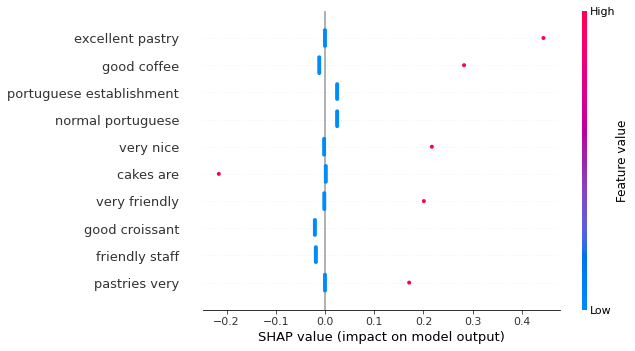 High
excellent pastry
good coffee
portuguese establishment
normal portuguese
very nice
cakes are
very friendly
good croissant
friendly staff
pastries very
Feature value
Low
−0.2 −0.1 0.0 0.1 0.2 0.3 0.4
SHAP value (impact on model output)